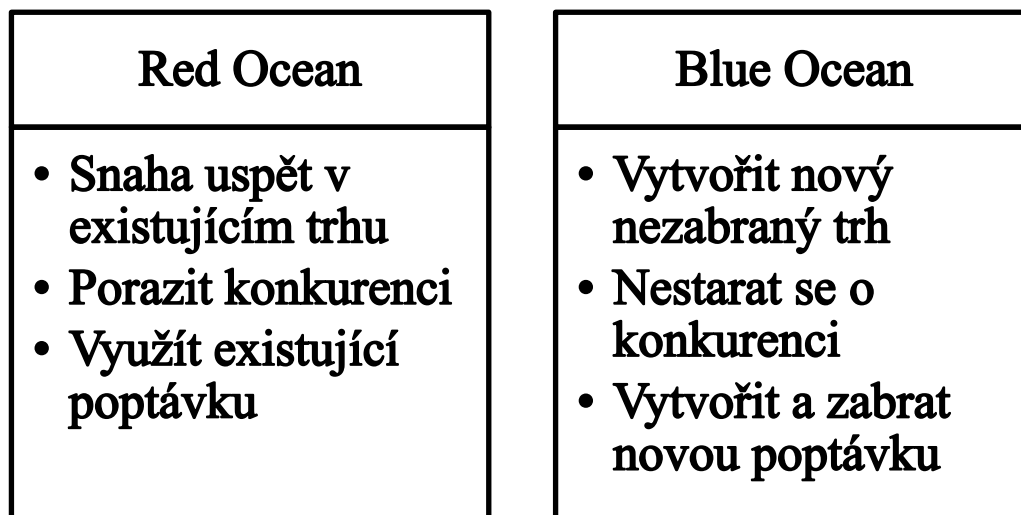 Red Ocean
• Snaha uspět v
existujícím trhu
• Porazit konkurenci
• Využít existující
poptávku
Blue Ocean
• Vytvořit nový
nezabraný trh
• Nestarat se o
konkurenci
• Vytvořit a zabrat
novou poptávku